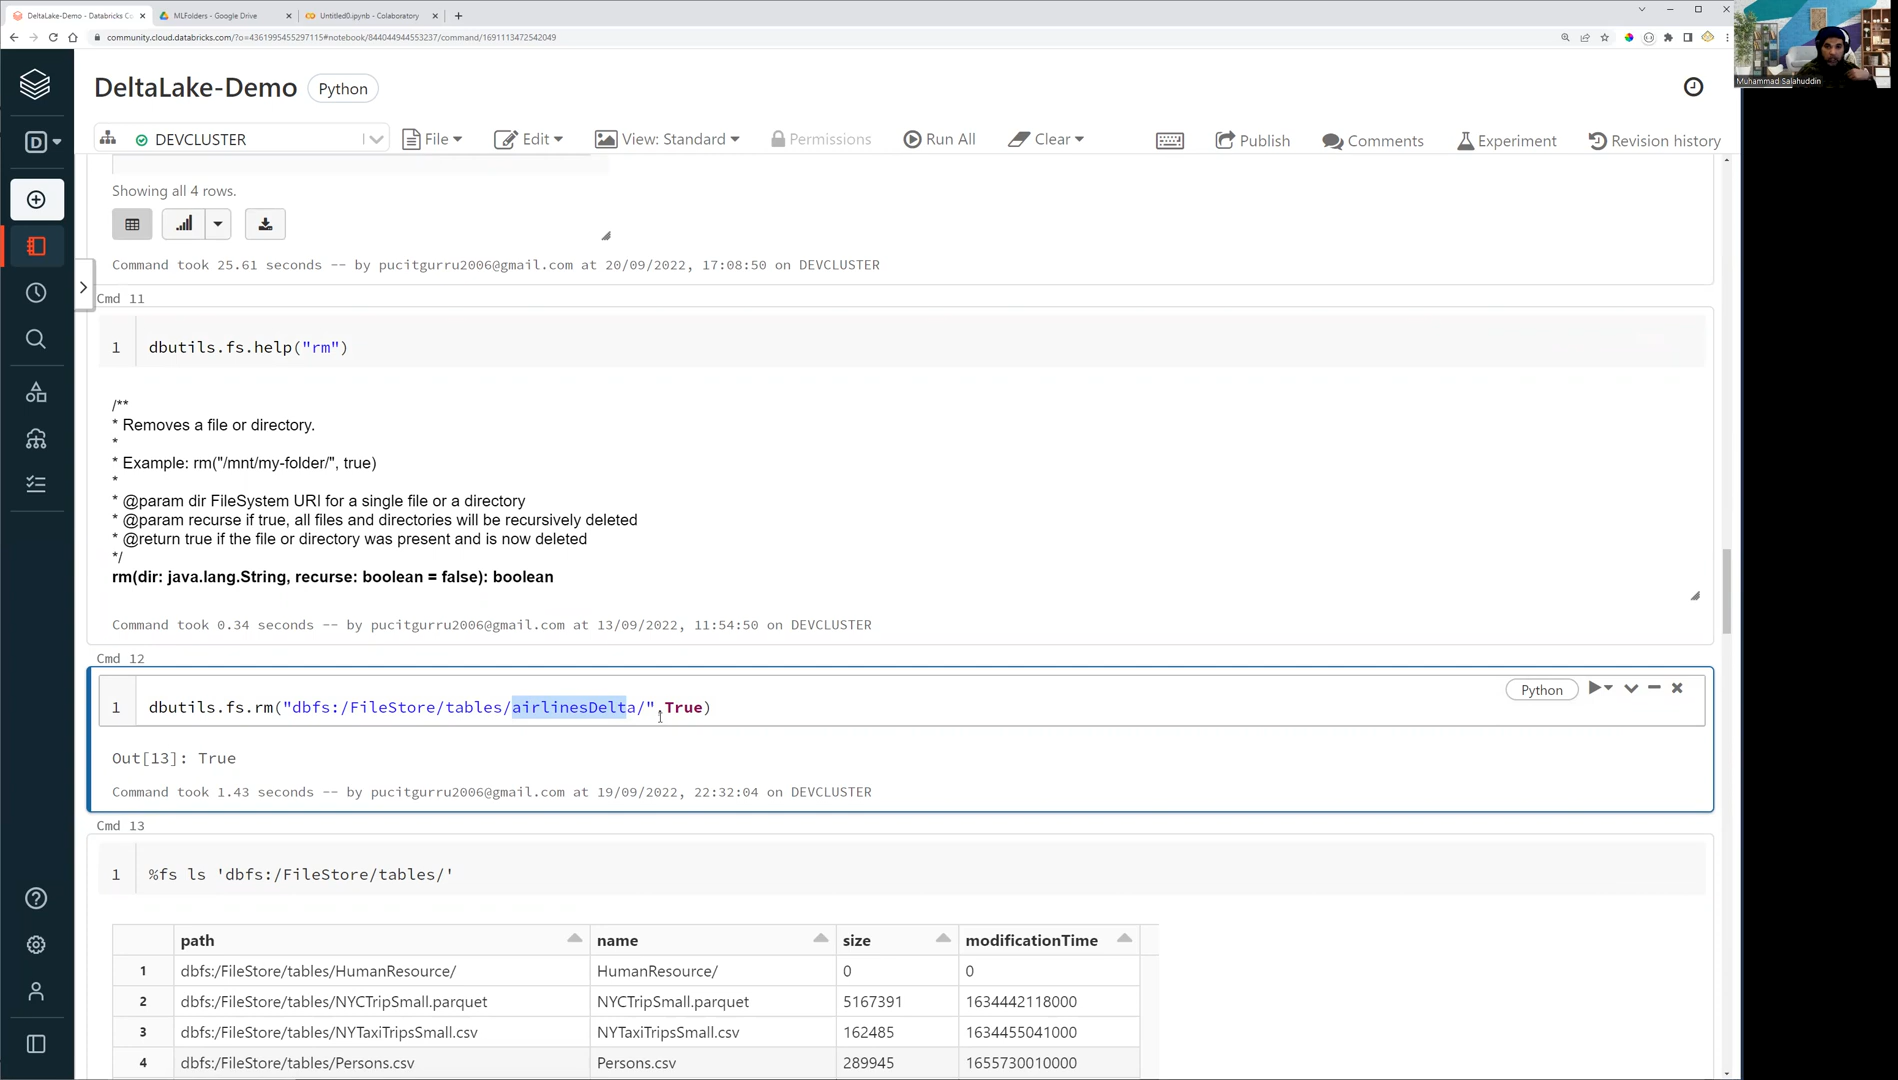 DeltaLake-Demo - Databricks Co
MLFolders - Google Drive
Untitled0.ipynb - Colaboratory
community.cloud.databricks.com/?o=4361995455297115#notebook/844044944553237/command/1691113472542049
Muhammad Salahuddin
DeltaLake-Demo Python
DEVCLUSTER File Edit View: Standard Permissions Run All Clear Publish Comments Experiment Revision history
Showing all 4 rows.
Command took 25.61 seconds -- by pucitgurru2006@gmail.com at 20/09/2022, 17:08:50 on DEVCLUSTER
Cmd 11
1 dbutils.fs.help("rm")
/**
* Removes a file or directory.
*
* Example: rm("/mnt/my-folder/", true)
*
* @param dir FileSystem URI for a single file or a directory
* @param recurse if true, all files and directories will be recursively deleted
* @return true if the file or directory was present and is now deleted
*/
rm(dir: java.lang.String, recurse: boolean = false): boolean
Command took 0.34 seconds -- by pucitgurru2006@gmail.com at 13/09/2022, 11:54:50 on DEVCLUSTER
Cmd 12
Python
1 dbutils.fs.rm("dbfs:/FileStore/tables/airlinesDelta/",True)
Out[13]: True
Command took 1.43 seconds -- by pucitgurru2006@gmail.com at 19/09/2022, 22:32:04 on DEVCLUSTER
Cmd 13
1 %fs ls 'dbfs:/FileStore/tables/'
path name size modificationTime
1 dbfs:/FileStore/tables/HumanResource/ HumanResource/ 0 0
2 dbfs:/FileStore/tables/NYCTripSmall.parquet NYCTripSmall.parquet 5167391 1634442118000
3 dbfs:/FileStore/tables/NYTaxiTripsSmall.csv NYTaxiTripsSmall.csv 162485 1634455041000
4 dbfs:/FileStore/tables/Persons.csv Persons.csv 289945 1655730010000